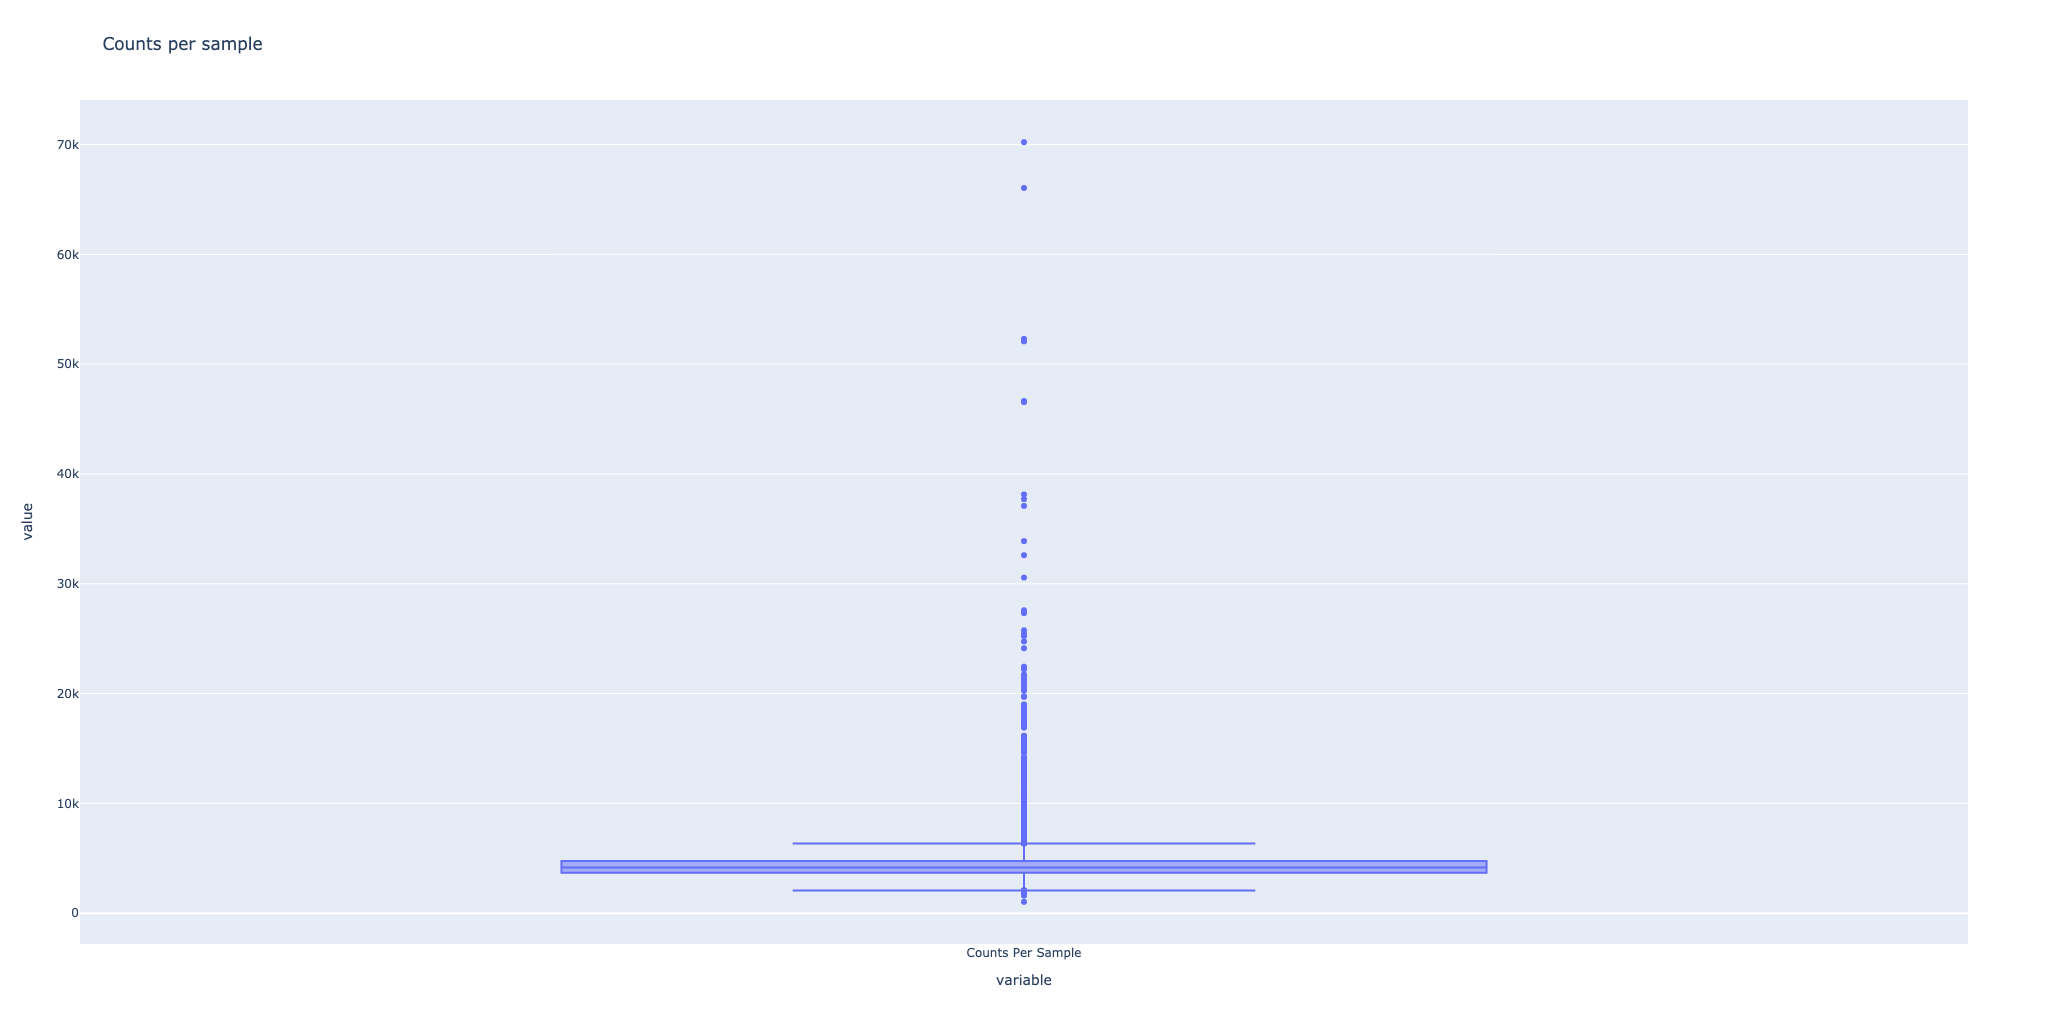 Counts per sample
70k
60k
50k
40k
30k
20k
10k
0
value
Counts Per Sample
variable